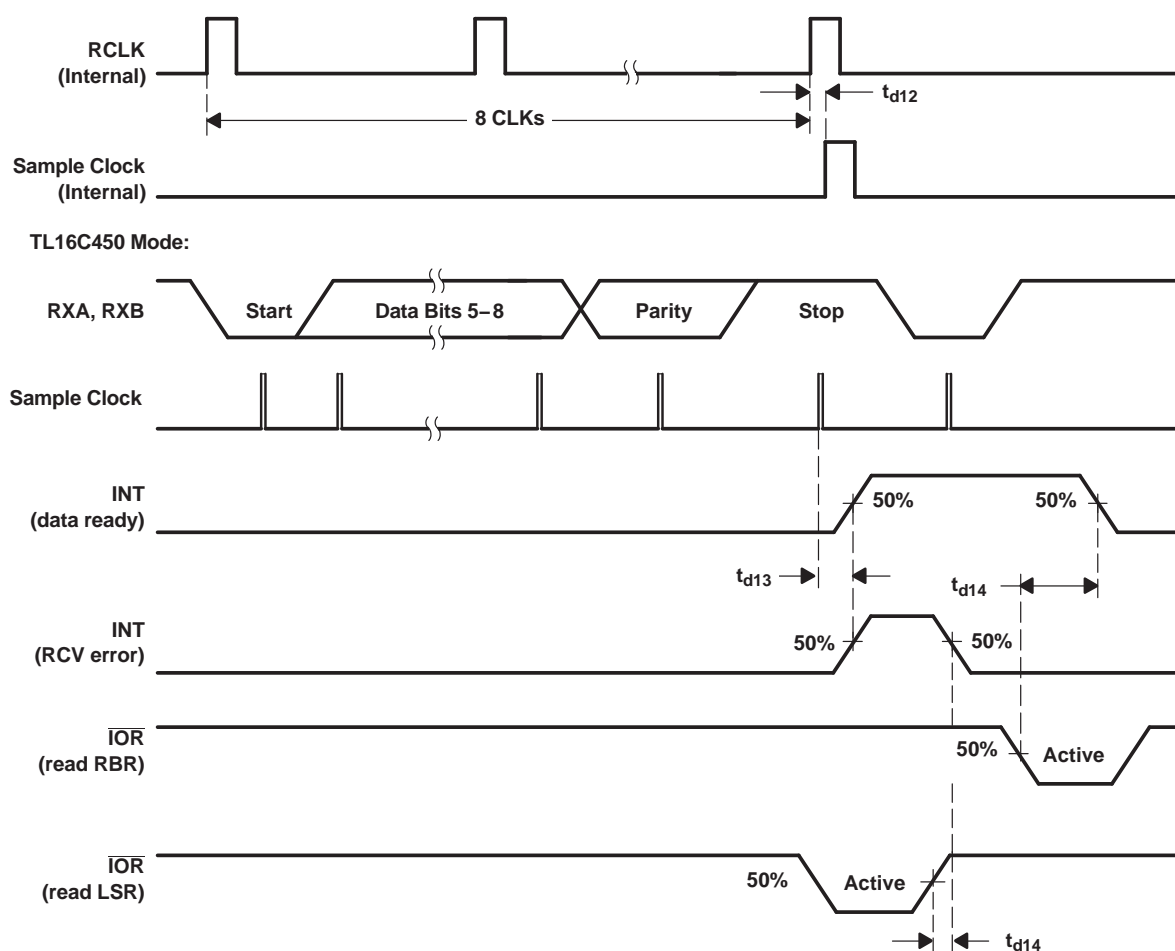 RCLK
(Internal)
t_d12
8 CLKs
Sample Clock
(Internal)
TL16C450 Mode:
RXA, RXB
Start
Data Bits 5−8
Parity
Stop
Sample Clock
INT
(data ready)
50%
50%
t_d13
t_d14
INT
(RCV error)
50%
50%
IOR
(read RBR)
50%
Active
IOR
(read LSR)
50%
Active
t_d14